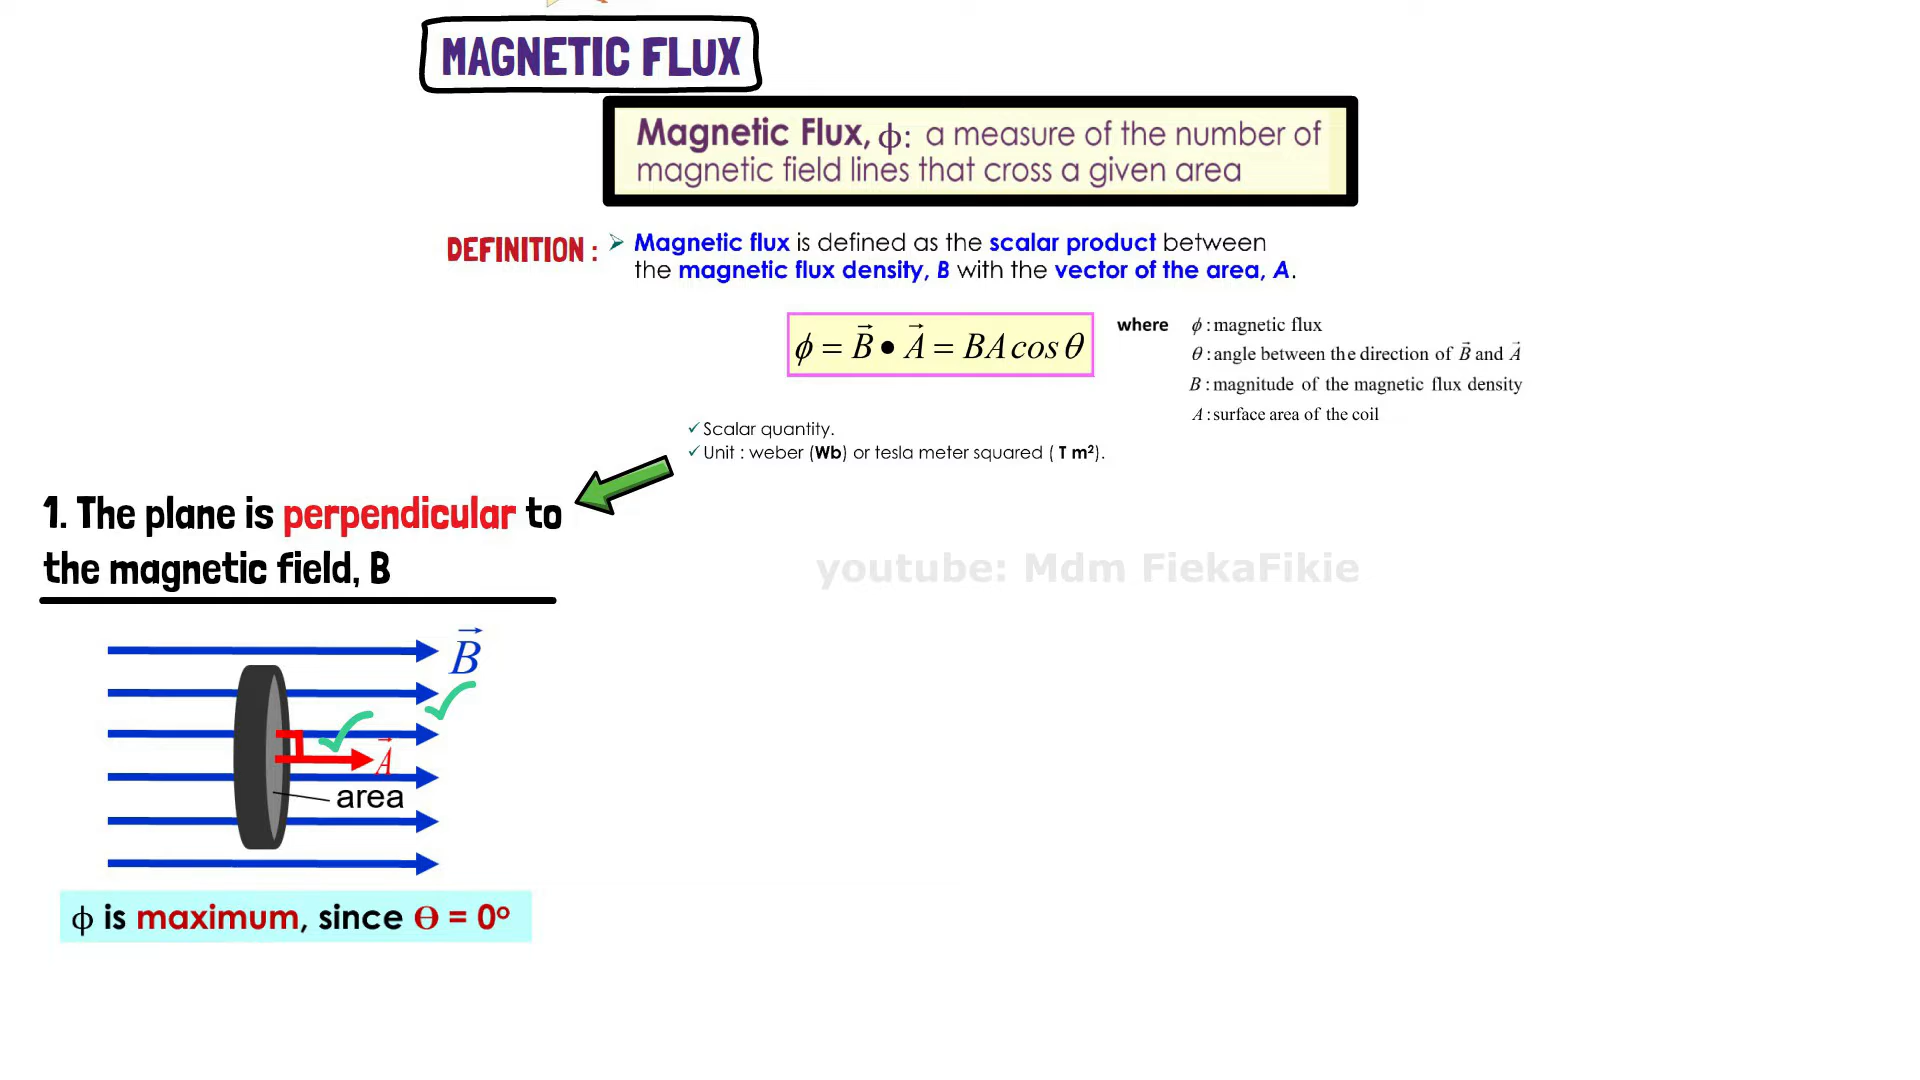 MAGNETIC FLUX
Magnetic Flux, ϕ: a measure of the number of
magnetic field lines that cross a given area
DEFINITION :
➢ Magnetic flux is defined as the scalar product between
the magnetic flux density, B with the vector of the area, A.
ϕ = B⃗ • A⃗ = BA cos θ
where
ϕ : magnetic flux
θ : angle between the direction of B⃗ and A⃗
B : magnitude of the magnetic flux density
A : surface area of the coil
✓ Scalar quantity.
✓ Unit : weber (Wb) or tesla meter squared ( T m²).
1. The plane is perpendicular to
the magnetic field, B
youtube: Mdm FiekaFikie
B⃗
A⃗
area
ϕ is maximum, since Θ = 0º